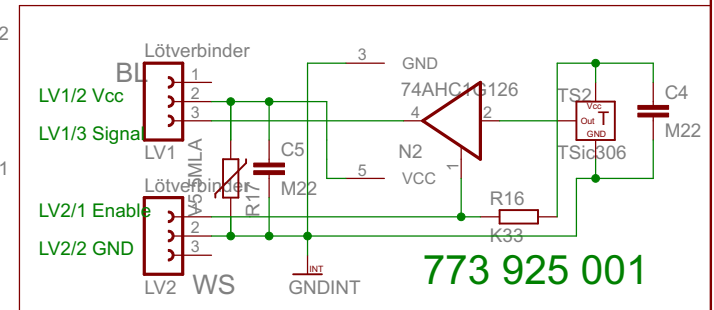 2
Lötverbinder
BL
1
2
3
LV1/2 Vcc
LV1/3 Signal
LV1
3
GND
74AHC1G126
4
2
N2
1
5
VCC
TS2
Vcc
Out T
GND
TSic306
C4
M22
C5
M22
V5.5MLA
R17
1
Lötverbinder
LV2/1 Enable
LV2/2 GND
2
3
LV2
WS
R16
K33
INT
GNDINT
773 925 001